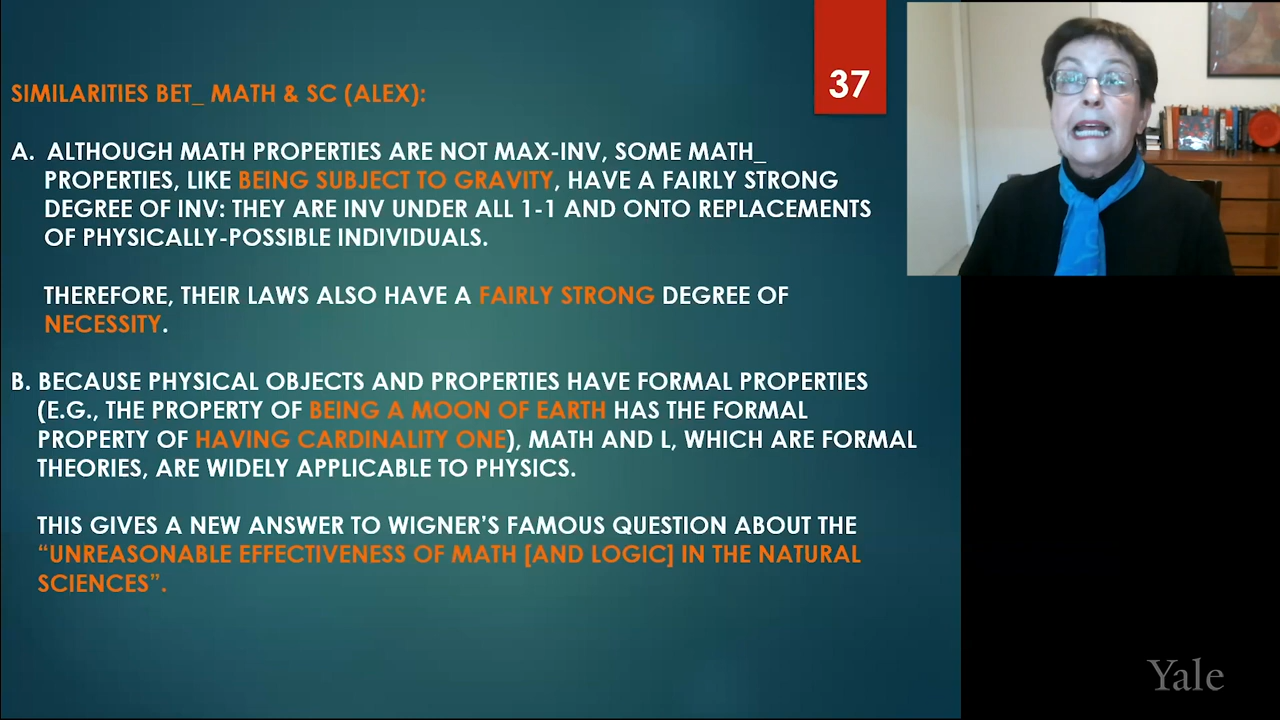 37
SIMILARITIES BET_ MATH & SC (ALEX):
A. ALTHOUGH MATH PROPERTIES ARE NOT MAX-INV, SOME MATH_
PROPERTIES, LIKE BEING SUBJECT TO GRAVITY, HAVE A FAIRLY STRONG
DEGREE OF INV: THEY ARE INV UNDER ALL 1-1 AND ONTO REPLACEMENTS
OF PHYSICALLY-POSSIBLE INDIVIDUALS.
THEREFORE, THEIR LAWS ALSO HAVE A FAIRLY STRONG DEGREE OF
NECESSITY.
B. BECAUSE PHYSICAL OBJECTS AND PROPERTIES HAVE FORMAL PROPERTIES
(E.G., THE PROPERTY OF BEING A MOON OF EARTH HAS THE FORMAL
PROPERTY OF HAVING CARDINALITY ONE), MATH AND L, WHICH ARE FORMAL
THEORIES, ARE WIDELY APPLICABLE TO PHYSICS.
THIS GIVES A NEW ANSWER TO WIGNER'S FAMOUS QUESTION ABOUT THE
“UNREASONABLE EFFECTIVENESS OF MATH [AND LOGIC] IN THE NATURAL
SCIENCES”.
Yale